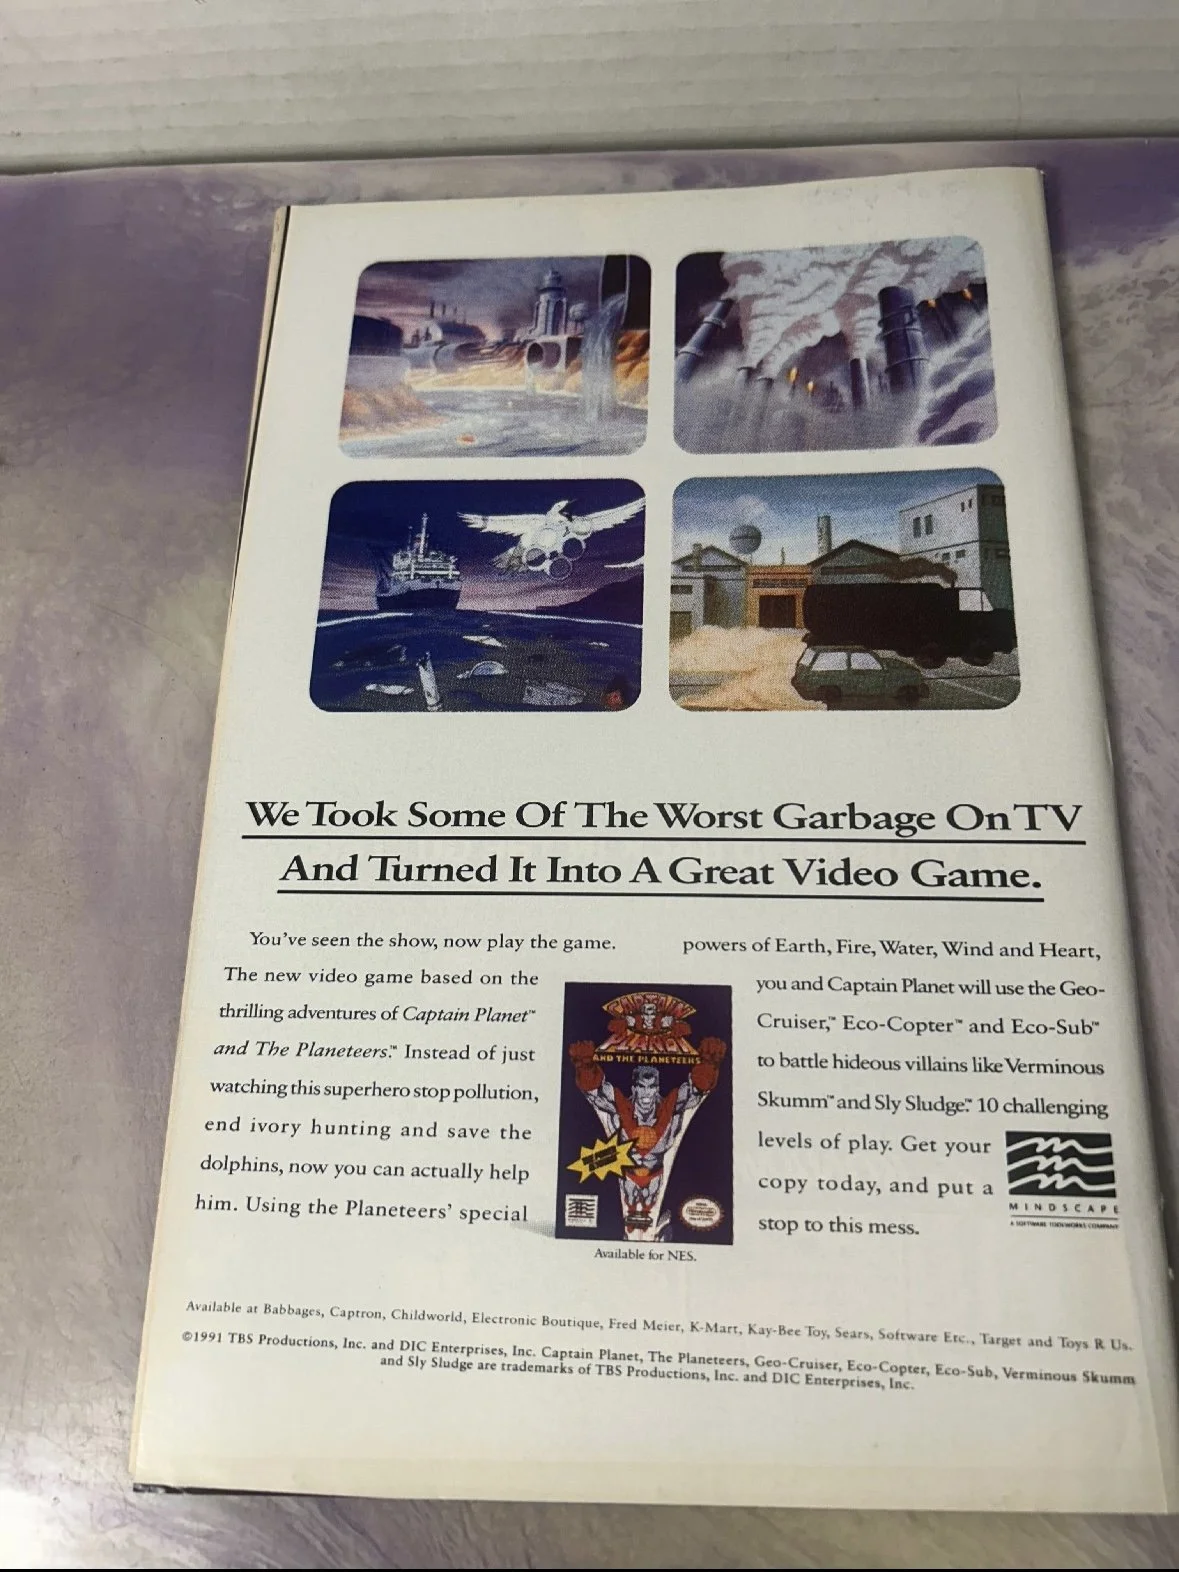 We Took Some Of The Worst Garbage On TV
And Turned It Into A Great Video Game.
You've seen the show, now play the game.
The new video game based on the
thrilling adventures of Captain Planet™
and The Planeteers.™ Instead of just
watching this superhero stop pollution,
end ivory hunting and save the
dolphins, now you can actually help
him. Using the Planeteers' special
CAPTAIN
PLANET
AND THE PLANETEERS
Available for NES.
powers of Earth, Fire, Water, Wind and Heart,
you and Captain Planet will use the Geo-
Cruiser,™ Eco-Copter™ and Eco-Sub™
to battle hideous villains like Verminous
Skumm™ and Sly Sludge.™ 10 challenging
levels of play. Get your
copy today, and put a
stop to this mess.
MINDSCAPE
A SOFTWARE TOOLWORKS COMPANY
Available at Babbages, Captron, Childworld, Electronic Boutique, Fred Meier, K-Mart, Kay-Bee Toy, Sears, Software Etc., Target and Toys R Us.
©1991 TBS Productions, Inc. and DIC Enterprises, Inc. Captain Planet, The Planeteers, Geo-Cruiser, Eco-Copter, Eco-Sub, Verminous Skumm
and Sly Sludge are trademarks of TBS Productions, Inc. and DIC Enterprises, Inc.